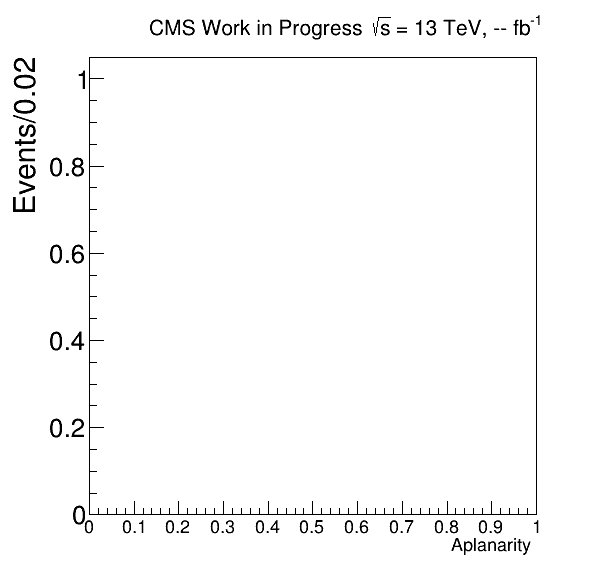 CMS Work in Progress √s = 13 TeV, -- fb⁻¹
Events/0.02
1
0.8
0.6
0.4
0.2
0
0 0.1 0.2 0.3 0.4 0.5 0.6 0.7 0.8 0.9 1
Aplanarity